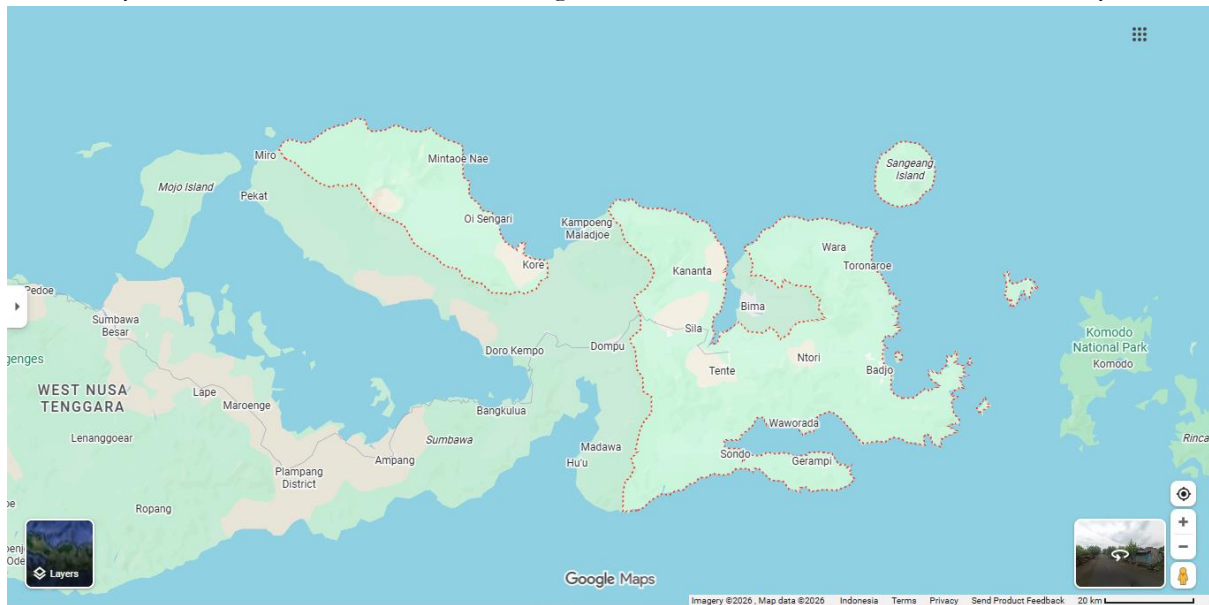 Miro
Mintaoe Nae
Mojo Island
Pekat
Sangeang
Island
Oi Sengari
Kampoeng
Maladjoe
Wara
Toronaroe
Kore
Kananta
Pedoe
Bima
Sumbawa
Besar
Sila
Komodo
National Park
Komodo
Doro Kempo
Dompu
Ntori
Tente
Badjo
genges
WEST NUSA
TENGGARA
Lape
Maroenge
Bangkulua
Waworada
Lenanggoear
Sumbawa
Madawa
Hu'u
Sondo
Gerampi
Rinca
Ampang
Plampang
District
Ropang
Layers
Google Maps
Imagery ©2026 , Map data ©2026 Indonesia Terms Privacy Send Product Feedback 20 km